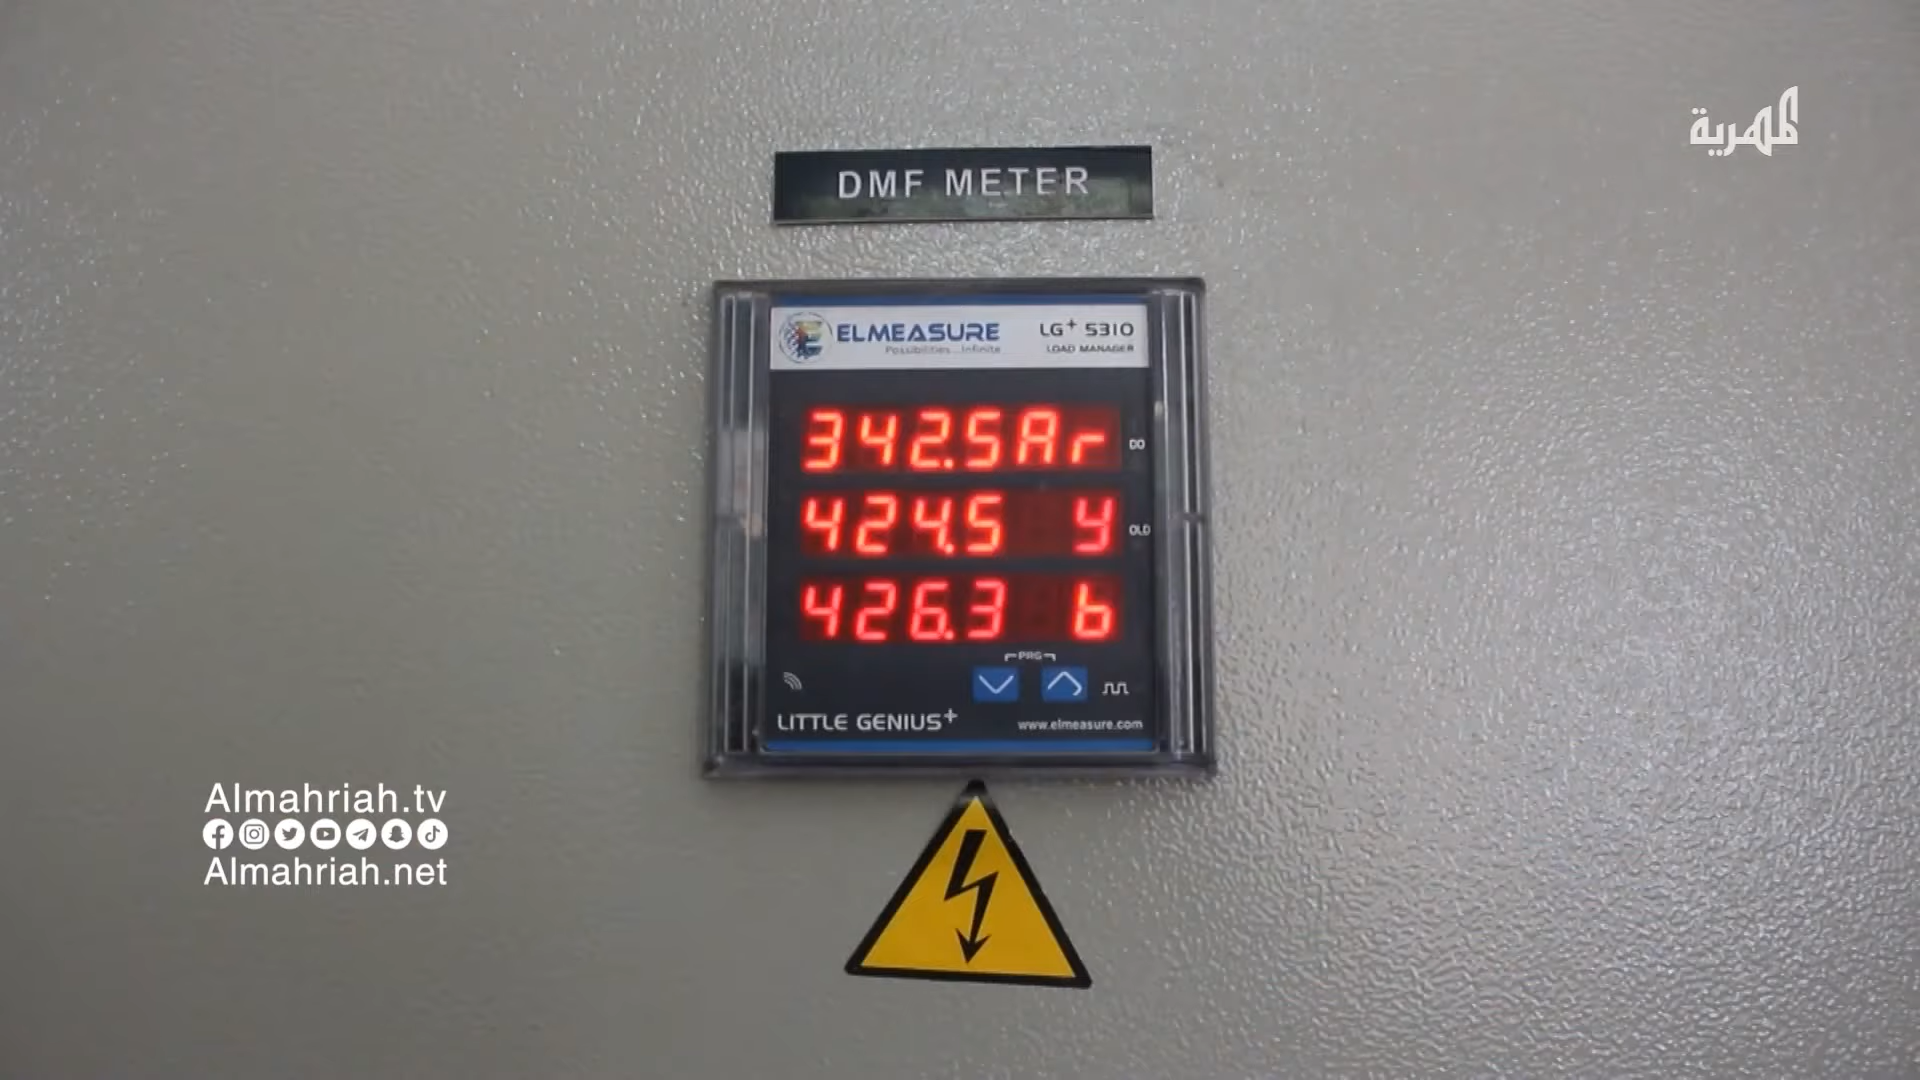 المهرية
DMF METER
ELMEASURE
Possibilities...Infinite
LG+ 5310
LOAD MANAGER
342.5Ar
DO
424.5 y
OLD
426.3 b
PRG
LITTLE GENIUS+
www.elmeasure.com
Almahriah.tv
Almahriah.net